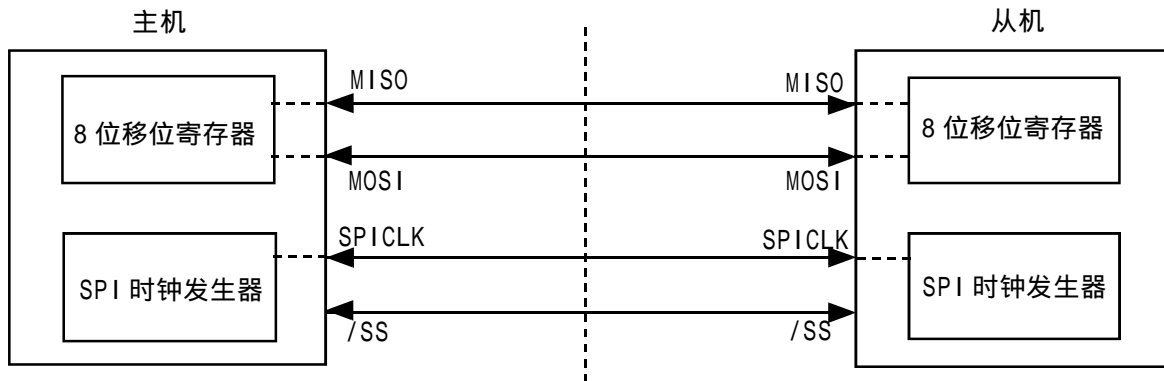 主机
从机
MISO
MISO
8 位移位寄存器
8 位移位寄存器
MOSI
MOSI
SPICLK
SPICLK
SPI 时钟发生器
SPI 时钟发生器
/SS
/SS